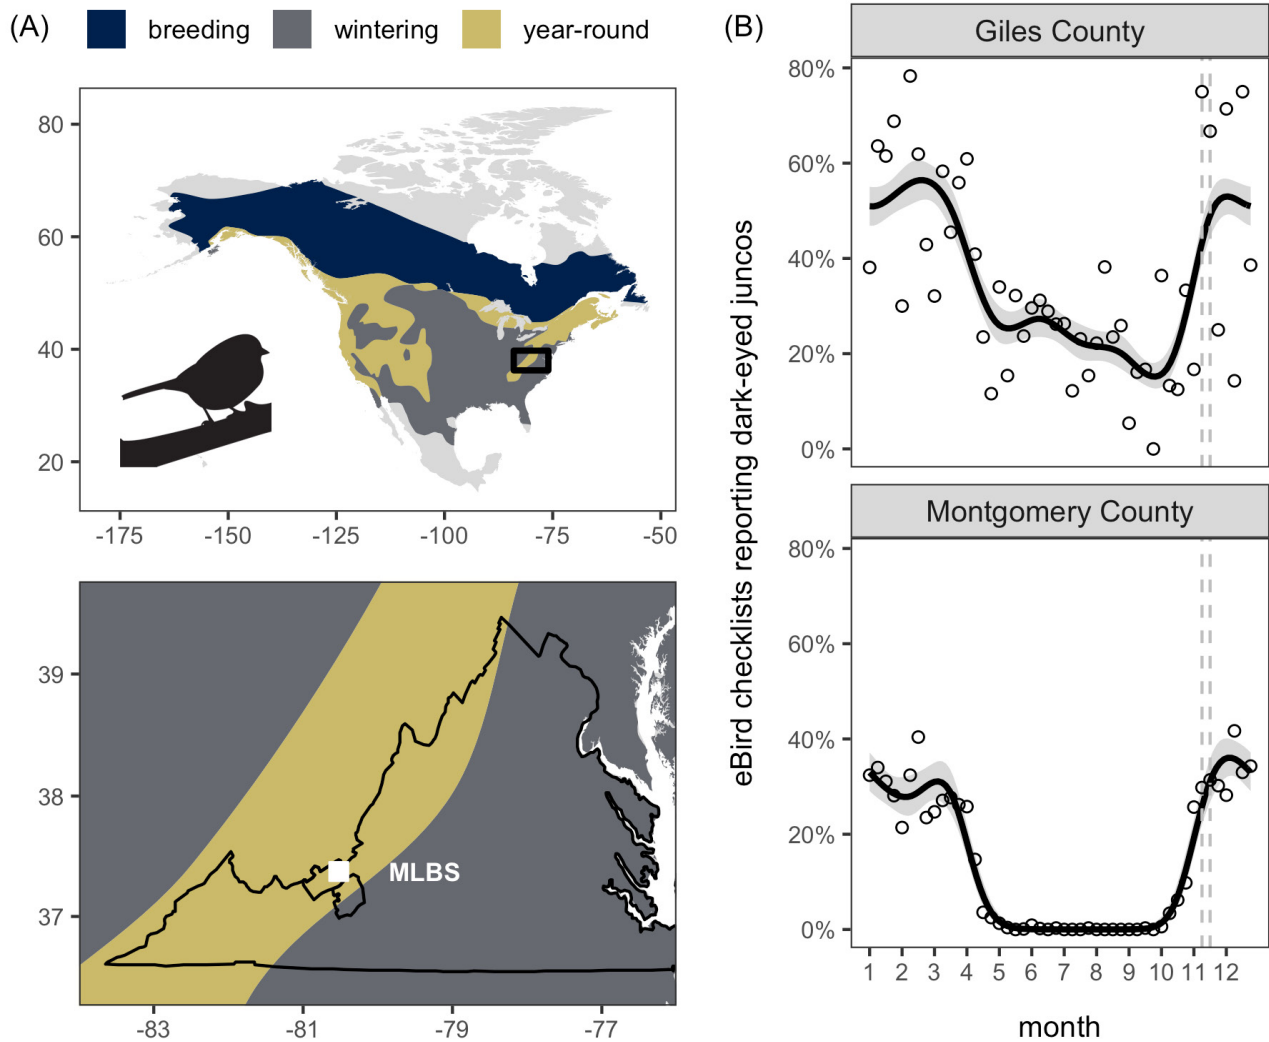 (A) breeding wintering year-round
80
60
40
20
-175 -150 -125 -100 -75 -50
39
38
37
MLBS
-83 -81 -79 -77
(B)
eBird checklists reporting dark-eyed juncos
Giles County
80%
60%
40%
20%
0%
Montgomery County
80%
60%
40%
20%
0%
1 2 3 4 5 6 7 8 9 10 11 12
month